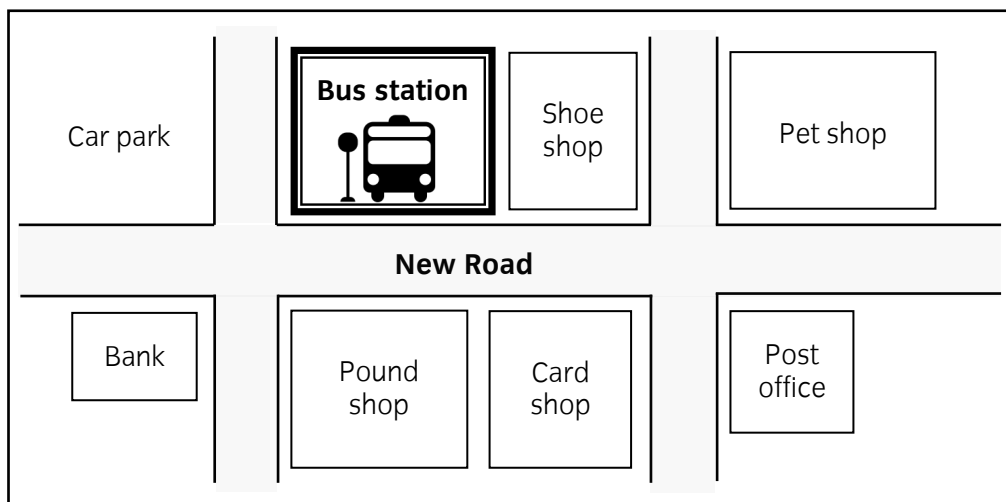 Bus station
Car park
Shoe
shop
Pet shop
New Road
Bank
Pound
shop
Card
shop
Post
office